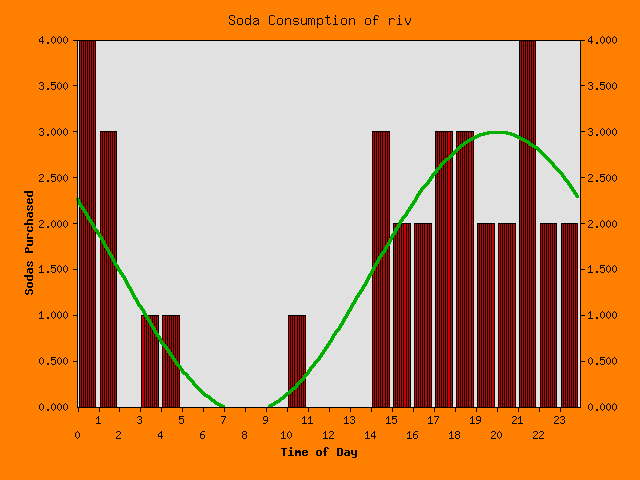 Soda Consumption of riv
4.000 4.000
3.500 3.500
3.000 3.000
2.500 2.500
2.000 2.000
1.500 1.500
1.000 1.000
0.500 0.500
0.000 0.000
Sodas Purchased
1 3 5 7 9 11 13 15 17 19 21 23
0 2 4 6 8 10 12 14 16 18 20 22
Time of Day